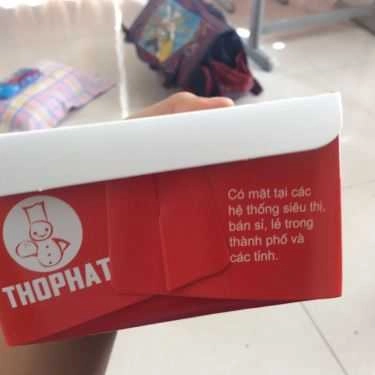 THOPHAT
Có mặt tại các
hệ thống siêu thị,
bán sỉ, lẻ trong
thành phố và
các tỉnh.